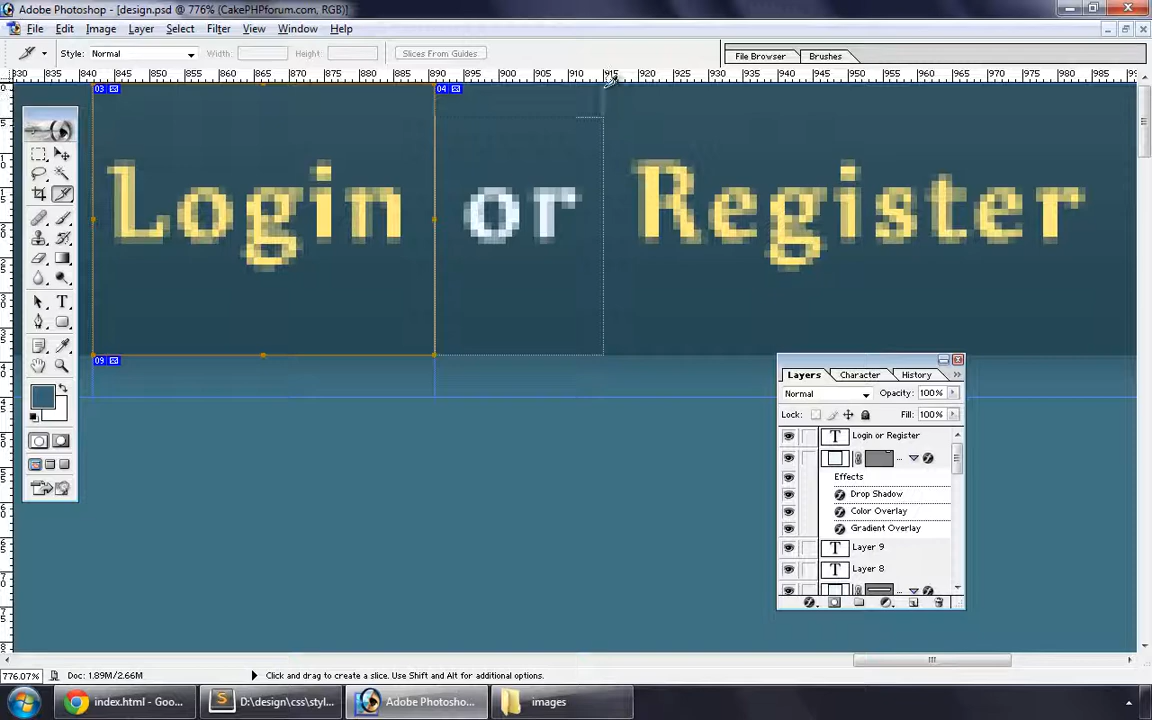 Adobe Photoshop - [design.psd @ 776% (CakePHPforum.com, RGB)]
File Edit Image Layer Select Filter View Window Help
Style: Normal Width: Height: Slices From Guides File Browser Brushes
835 840 845 850 855 860 865 870 875 880 885 890 895 900 905 910 915 920 925 930 935 940 945 950 955 960 965 970 975 980 985
03 04
Login or Register
09
Layers Character History
Normal Opacity: 100%
Lock: Fill: 100%
T Login or Register
...
Effects
Drop Shadow
Color Overlay
Gradient Overlay
T Layer 9
T Layer 8
...
776.07% Doc: 1.89M/2.66M Click and drag to create a slice. Use Shift and Alt for additional options.
index.html - Goo... D:\design\css\styl... Adobe Photosho... images